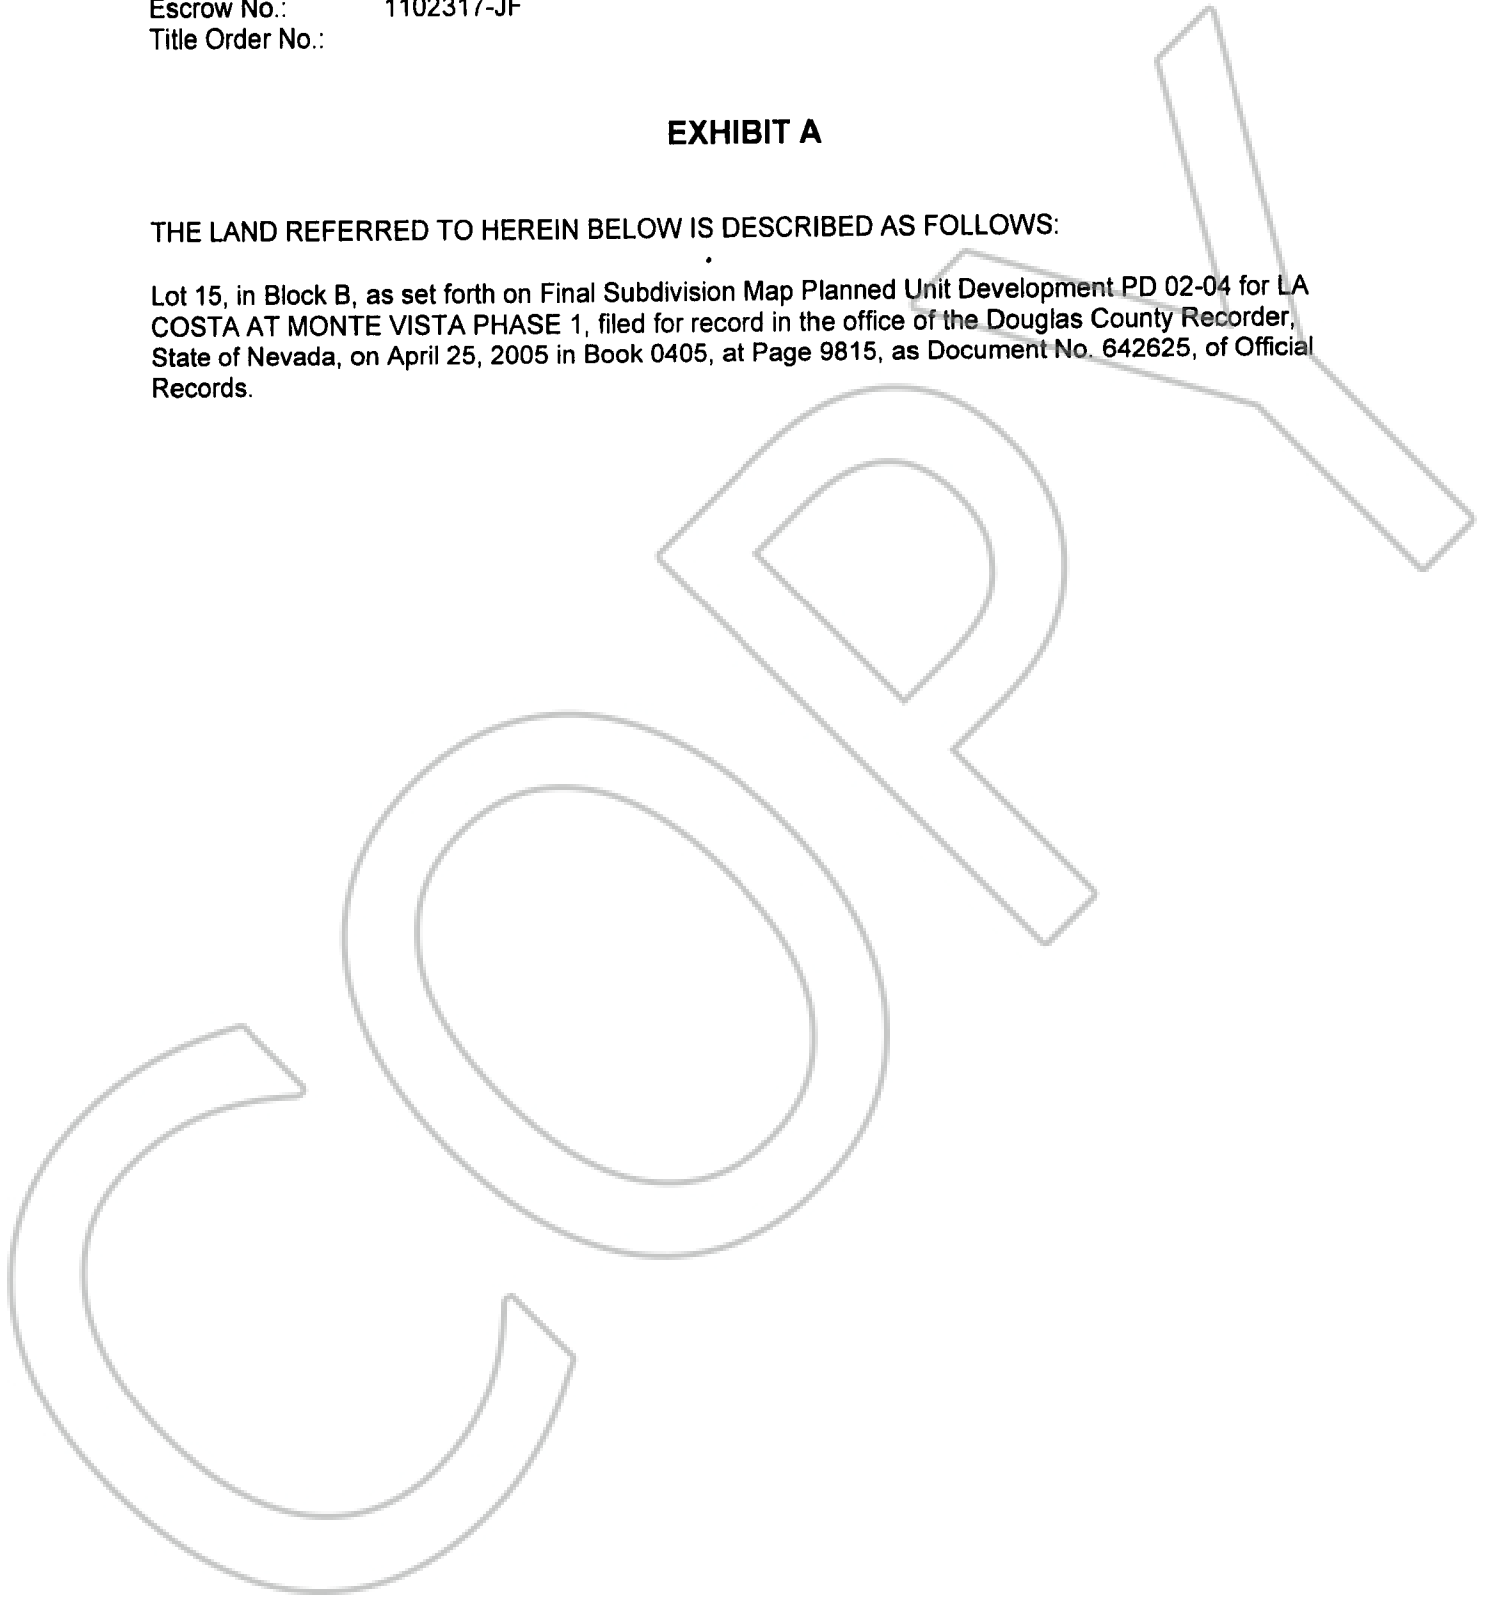 Escrow No.: 1102317-JF
Title Order No.:
EXHIBIT A
THE LAND REFERRED TO HEREIN BELOW IS DESCRIBED AS FOLLOWS:
Lot 15, in Block B, as set forth on Final Subdivision Map Planned Unit Development PD 02-04 for LA
COSTA AT MONTE VISTA PHASE 1, filed for record in the office of the Douglas County Recorder,
State of Nevada, on April 25, 2005 in Book 0405, at Page 9815, as Document No. 642625, of Official
Records.
COPY